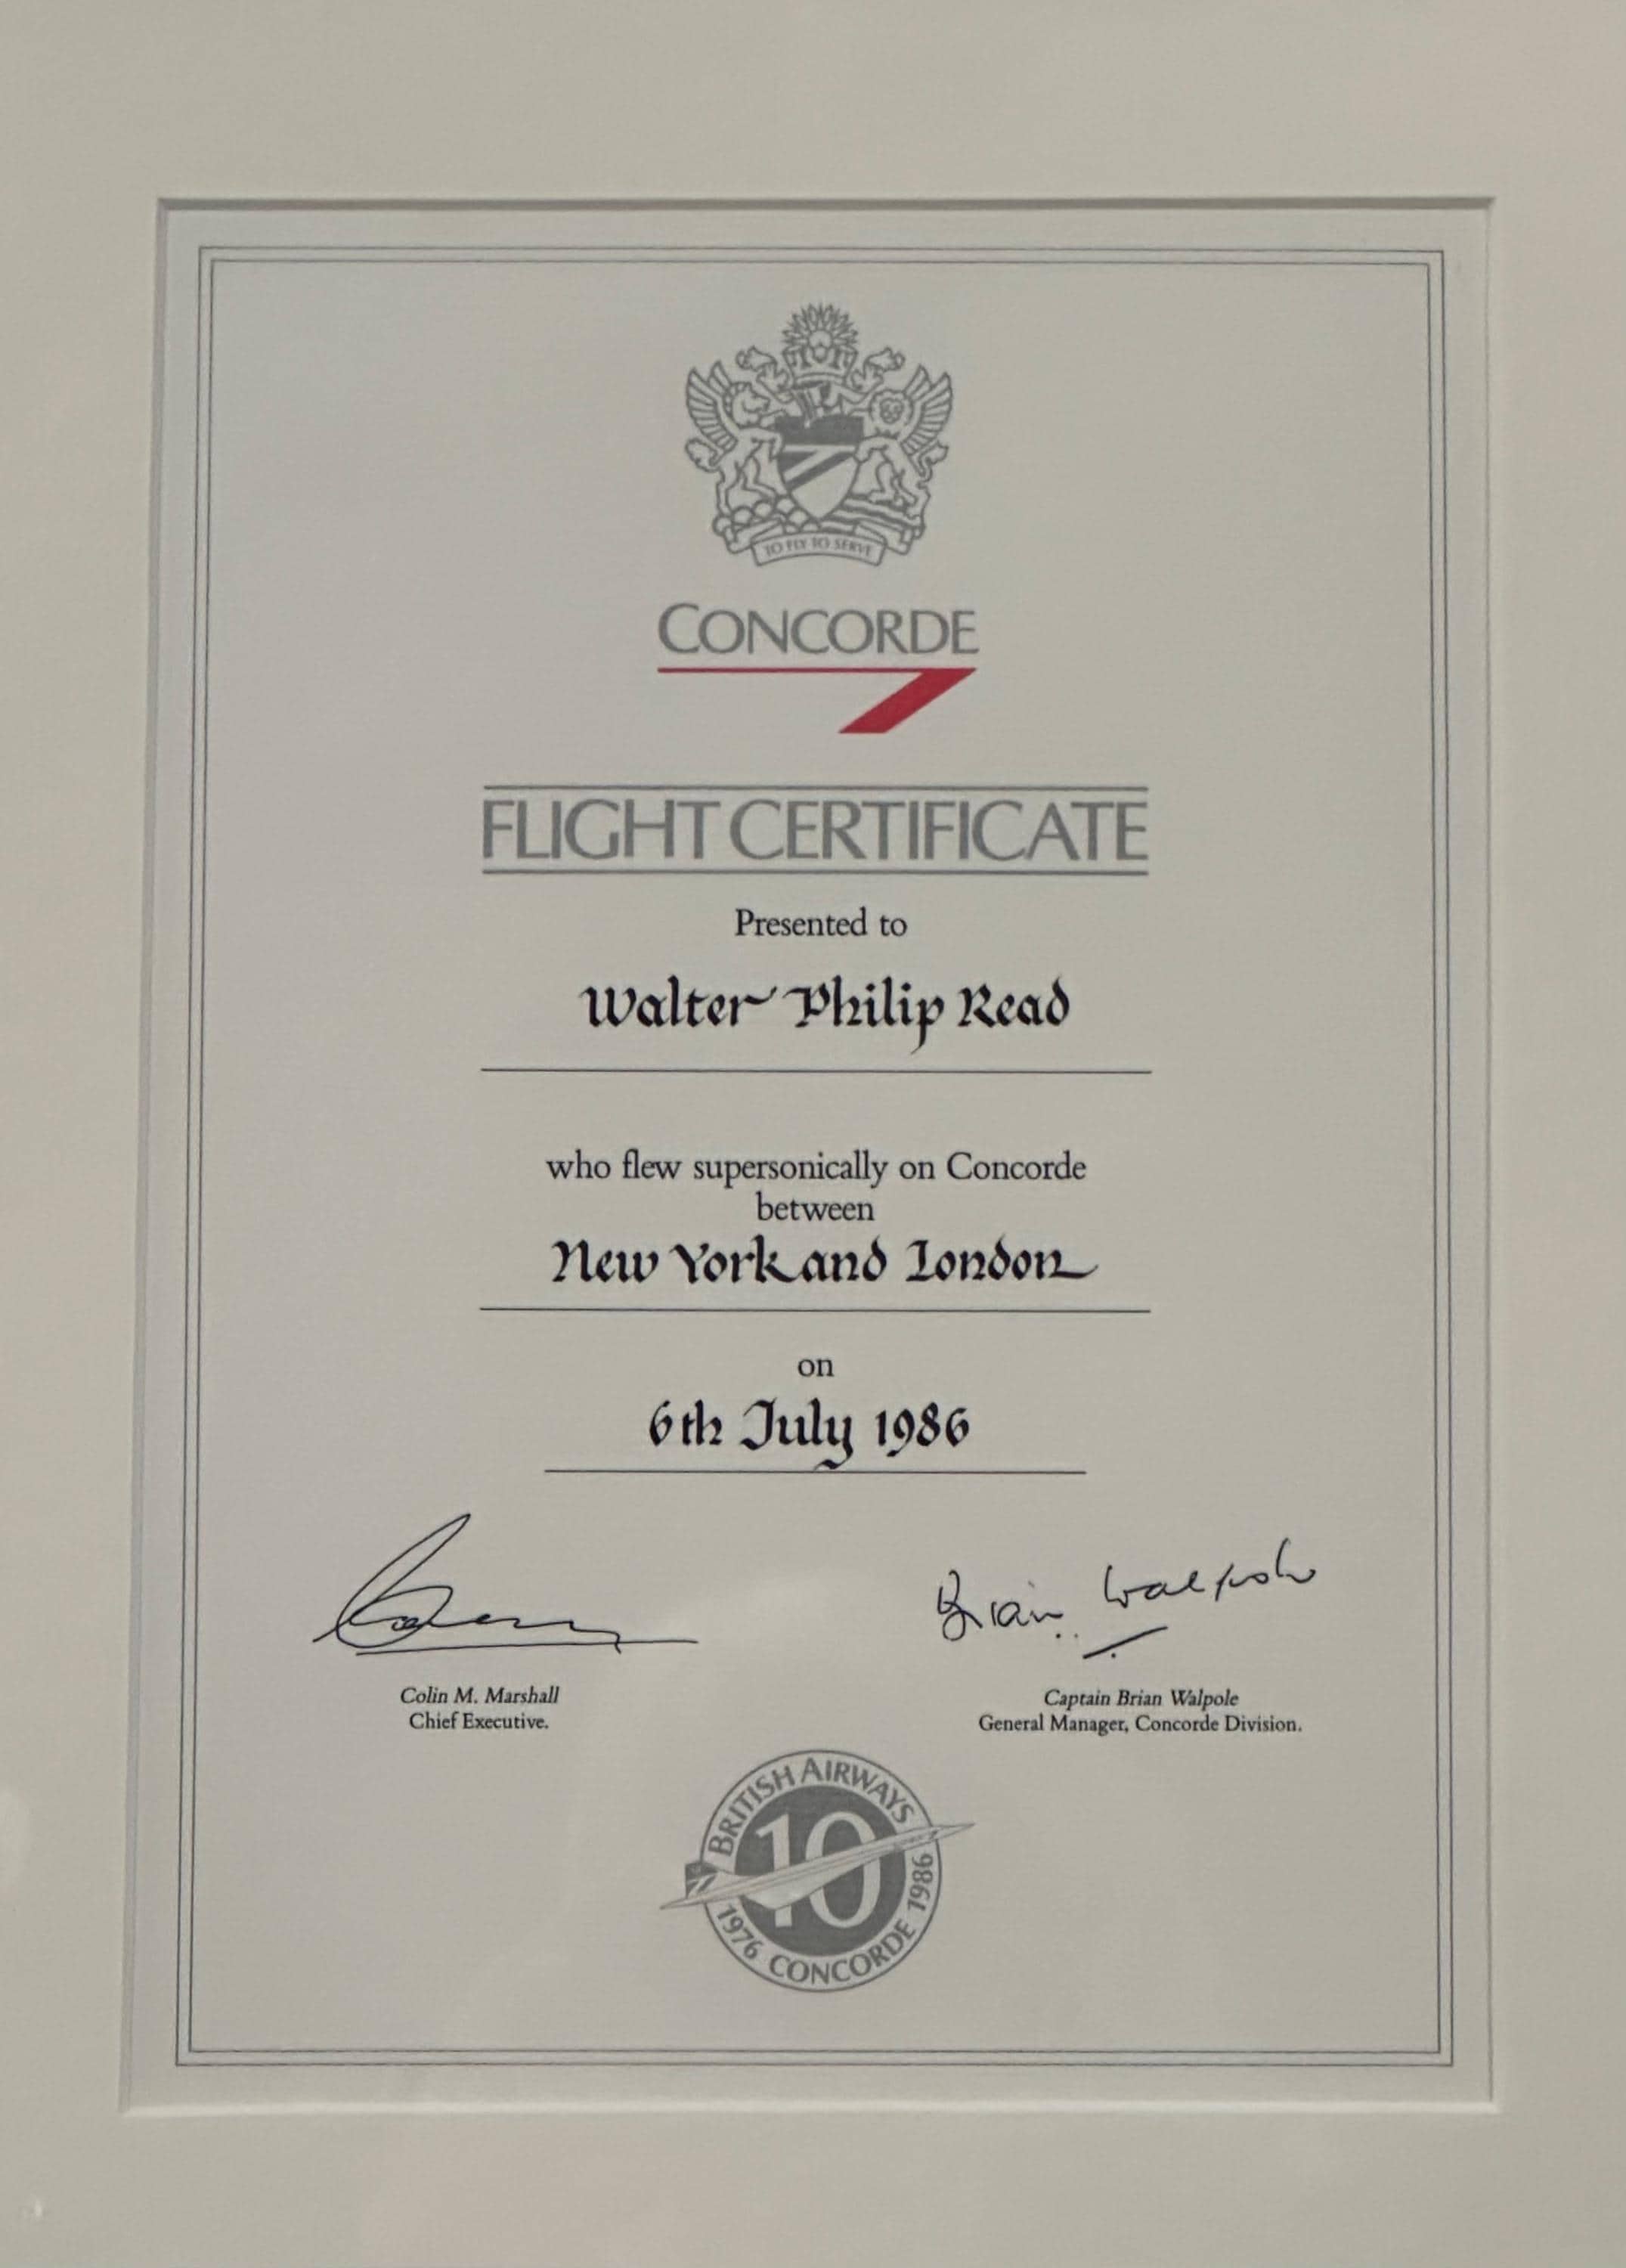 TO FLY TO SERVE
CONCORDE
FLIGHT CERTIFICATE
Presented to
Walter Philip Read
who flew supersonically on Concorde
between
New York and London
on
6th July 1986
Brian Walpole
Colin M. Marshall
Chief Executive.
Captain Brian Walpole
General Manager, Concorde Division.
BRITISH AIRWAYS
10
1976 CONCORDE 1986